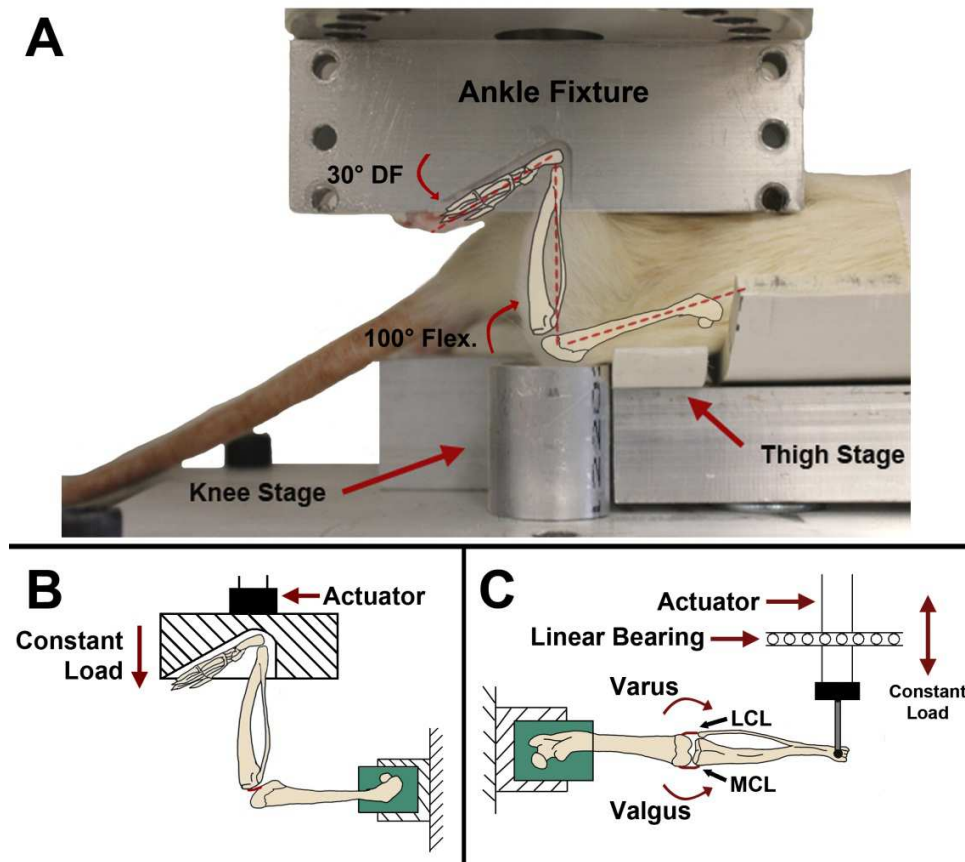 A
Ankle Fixture
30° DF
100° Flex.
Knee Stage
Thigh Stage
B
Actuator
Constant
Load
C
Actuator
Linear Bearing
Constant
Load
Varus
LCL
MCL
Valgus